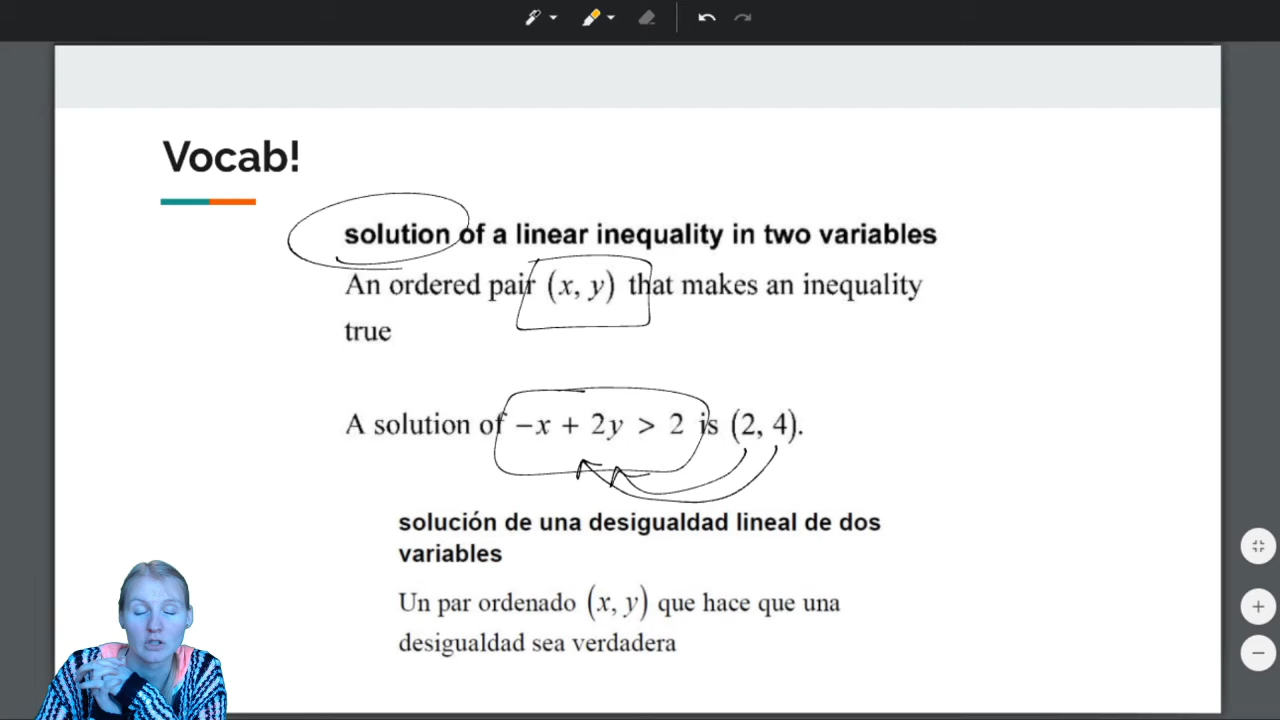 Vocab!
solution of a linear inequality in two variables
An ordered pair (x, y) that makes an inequality
true
A solution of −x + 2y > 2 is (2, 4).
solución de una desigualdad lineal de dos
variables
Un par ordenado (x, y) que hace que una
desigualdad sea verdadera